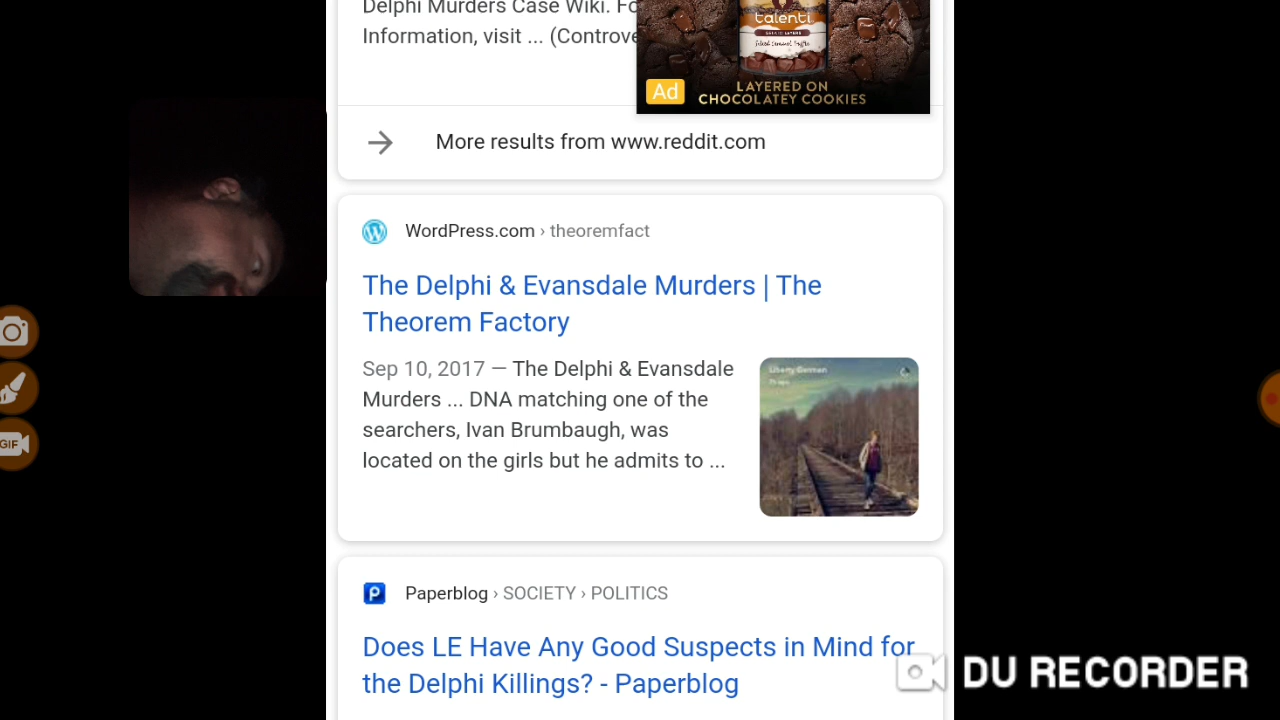 Delphi Murders Case Wiki. Fo
Information, visit ... (Controve
talenti
Ad
LAYERED ON
CHOCOLATEY COOKIES
More results from www.reddit.com
WordPress.com › theoremfact
The Delphi & Evansdale Murders | The
Theorem Factory
Sep 10, 2017 — The Delphi & Evansdale
Murders ... DNA matching one of the
searchers, Ivan Brumbaugh, was
located on the girls but he admits to ...
Liberty German
GIF
Paperblog › SOCIETY › POLITICS
Does LE Have Any Good Suspects in Mind for
the Delphi Killings? - Paperblog
DU RECORDER